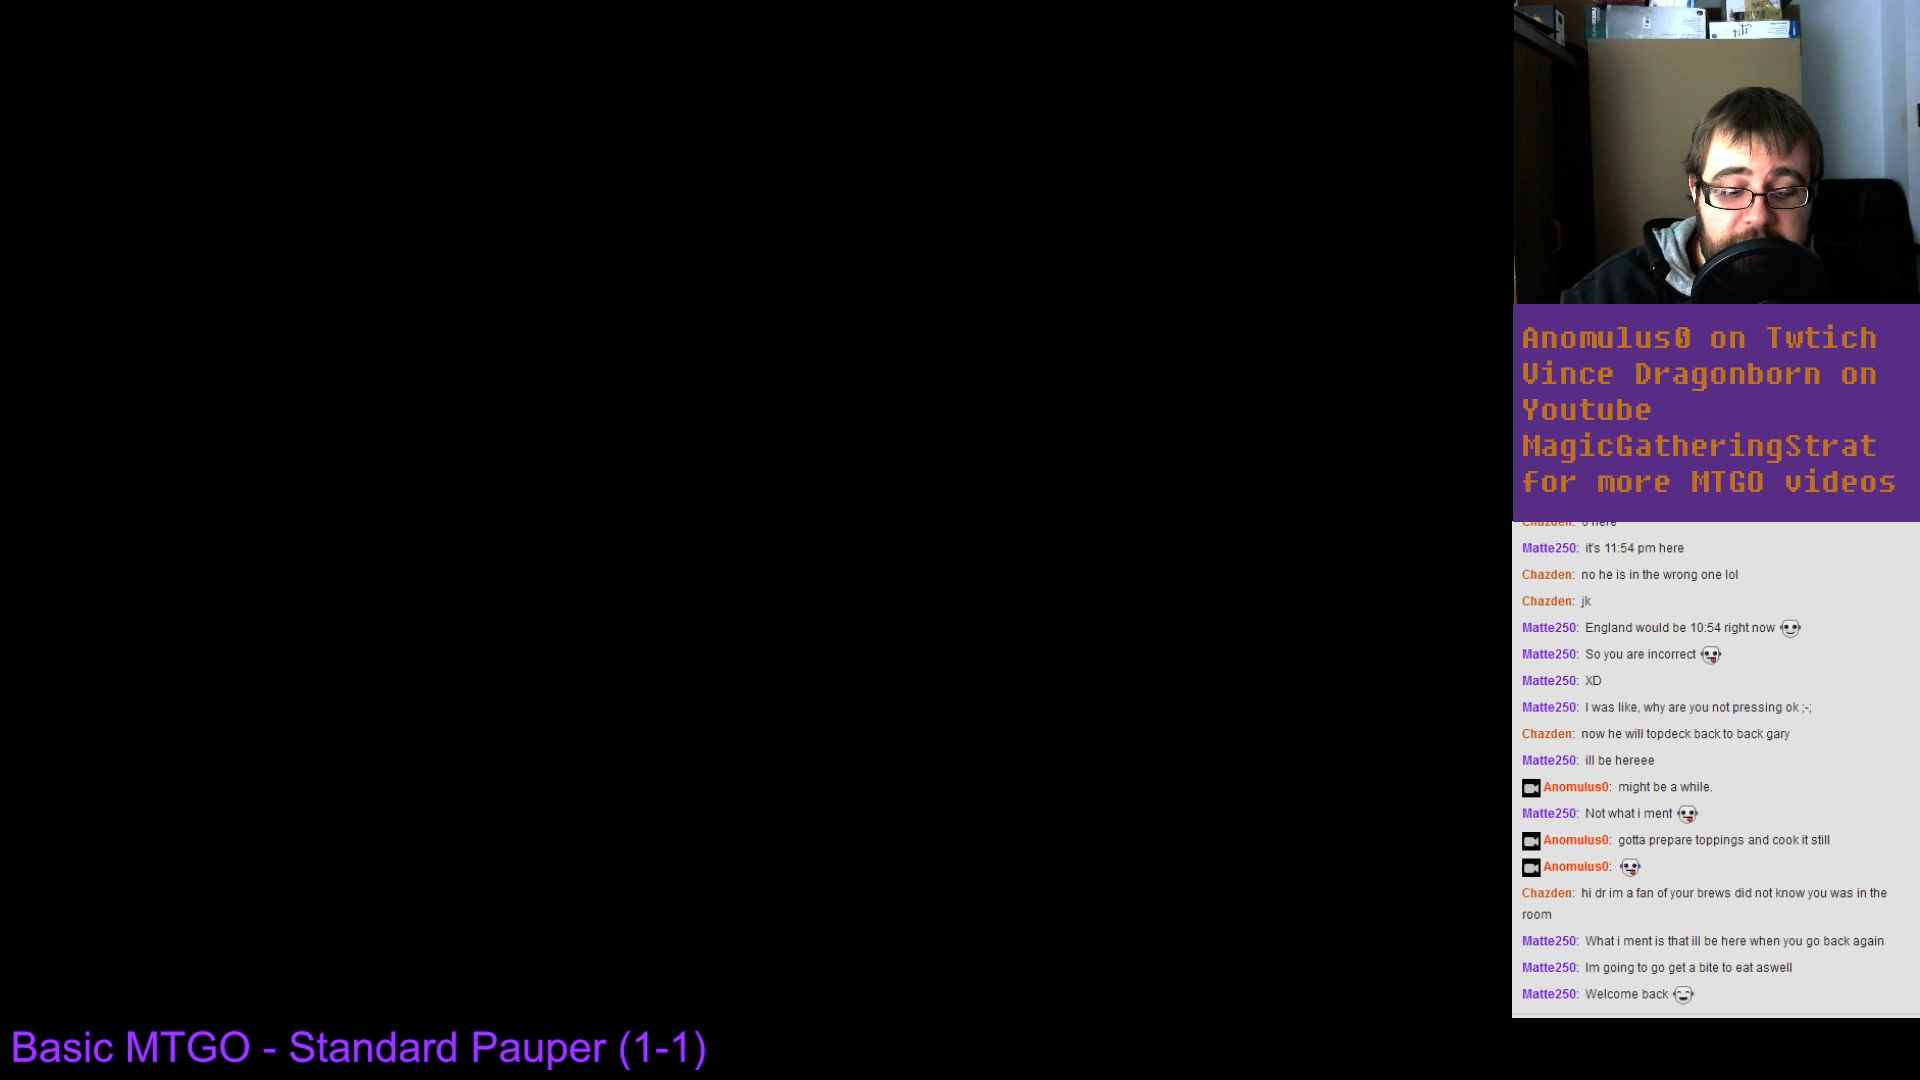 Anomulus0 on Twtich
Vince Dragonborn on
Youtube
MagicGatheringStrat
for more MTGO videos
Matte250: it's 11:54 pm here
Chazden: no he is in the wrong one lol
Chazden: jk
Matte250: England would be 10:54 right now
Matte250: So you are incorrect
Matte250: XD
Matte250: I was like, why are you not pressing ok ;-;
Chazden: now he will topdeck back to back gary
Matte250: ill be hereee
Anomulus0: might be a while.
Matte250: Not what i ment
Anomulus0: gotta prepare toppings and cook it still
Anomulus0:
Chazden: hi dr im a fan of your brews did not know you was in the
room
Matte250: What i ment is that ill be here when you go back again
Matte250: Im going to go get a bite to eat aswell
Matte250: Welcome back
Basic MTGO - Standard Pauper (1-1)